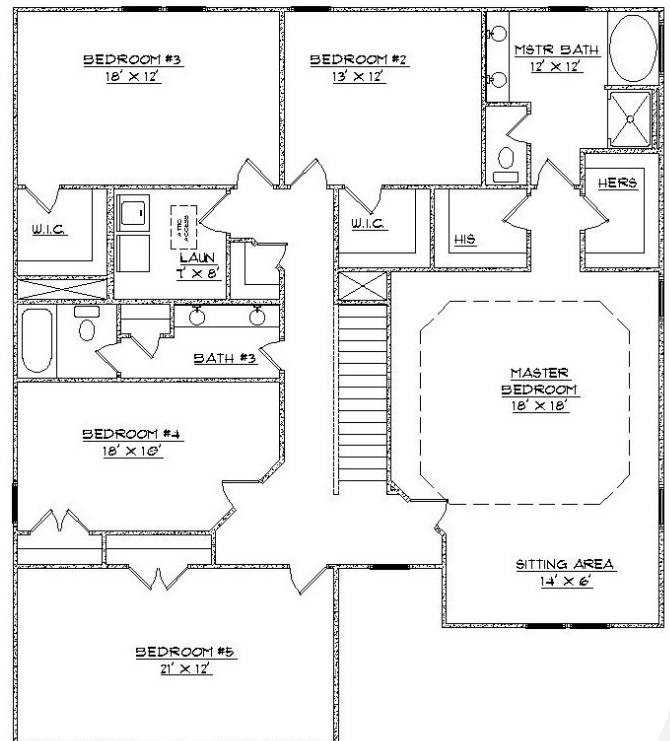 BEDROOM #3
18' X 12'
BEDROOM #2
13' X 12'
MSTR BATH
12' X 12'
W.I.C.
ATTIC
ACCESS
LAUN
7' X 8'
W.I.C.
HIS
HERS
BATH #3
MASTER
BEDROOM
18' X 18'
BEDROOM #4
18' X 10'
SITTING AREA
14' X 6'
BEDROOM #5
21' X 12'